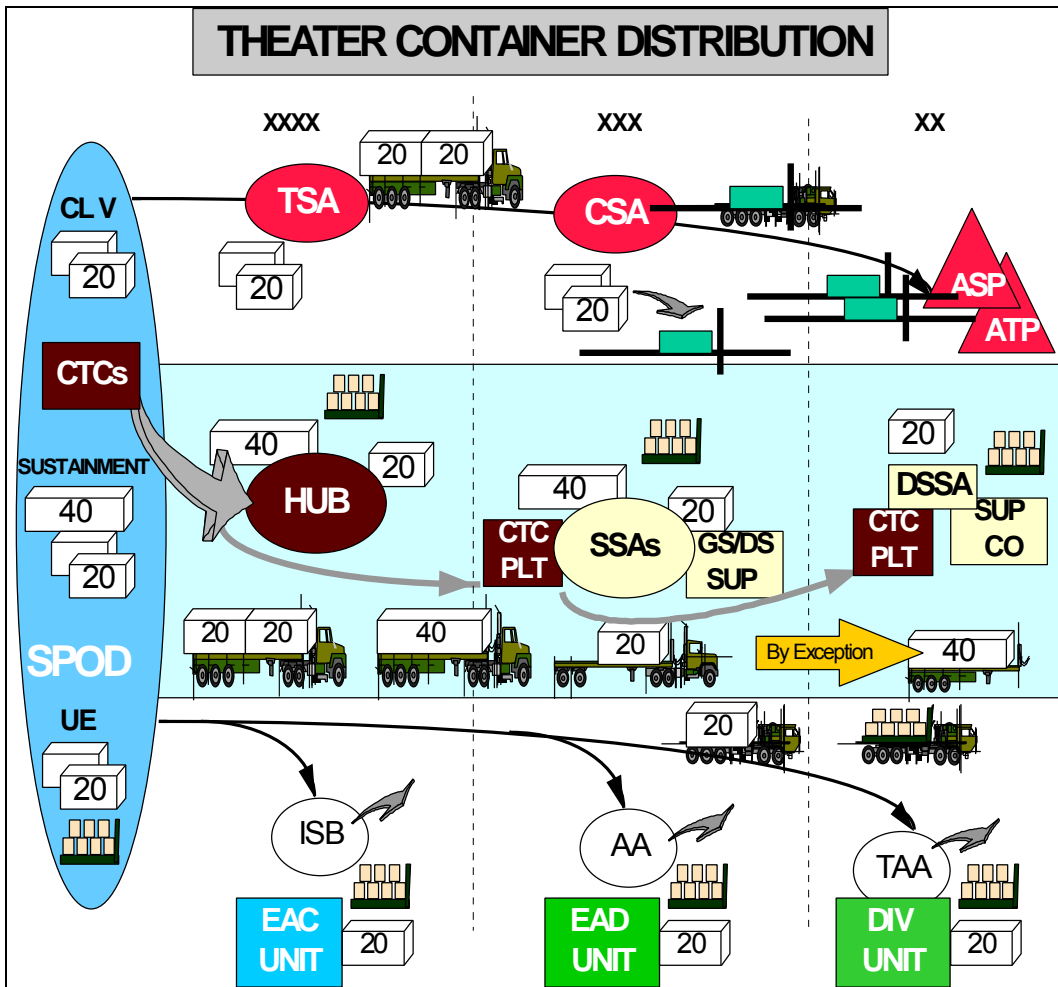 THEATER CONTAINER DISTRIBUTION
XXXX
XXX
XX
CL V
20
TSA
20 20
20
CSA
20
ASP
ATP
CTCs
SUSTAINMENT
40
20
SPOD
UE
20
40
20
HUB
20 20
40
40
20
CTC
PLT
SSAs
GS/DS
SUP
20
20
DSSA
CTC
PLT
SUP
CO
By Exception
40
20
ISB
EAC
UNIT
20
AA
EAD
UNIT
20
TAA
DIV
UNIT
20